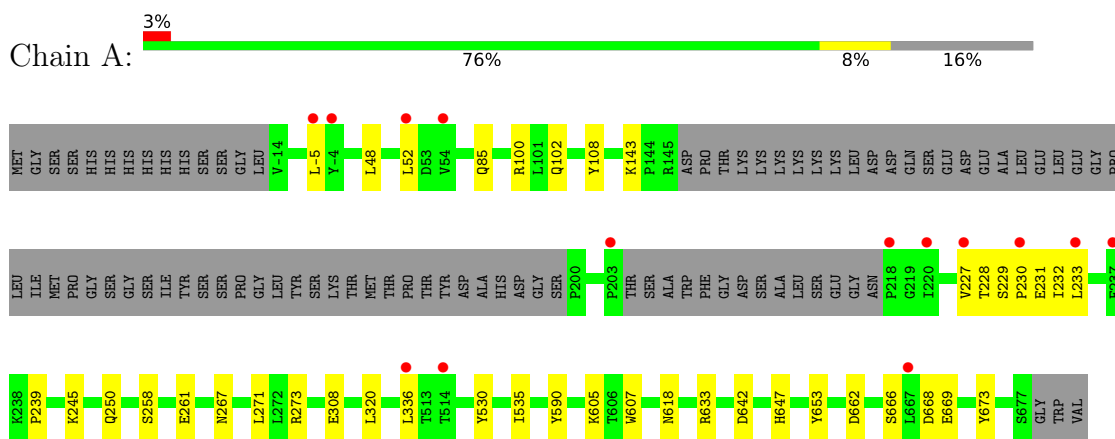 Chain A:
3%
76%
8%
16%
MET GLY SER SER HIS HIS HIS HIS HIS HIS SER SER GLY LEU V-14 L-5 Y-4 L48 L52 D53 V54 Q85 R100 L101 Q102 Y108 K143 P144 R145 ASP PRO THR LYS LYS LYS LYS LYS LYS LEU ASP ASP GLN SER GLU ASP GLU ALA LEU GLU LEU GLU GLY PRO
LEU ILE MET PRO GLY SER GLY SER ILE TYR SER SER PRO GLY LEU TYR SER LYS THR MET THR PRO THR TYR ASP ALA HIS ASP GLY SER P200 P203 THR SER ALA TRP PHE GLY ASP SER ALA LEU SER GLU GLY ASN P218 G219 I220 V227 T228 S229 P230 E231 I232 L233
K238 P239 K245 Q250 S258 E261 N267 L271 L272 R273 E308 L320 L336 T513 T514 Y530 I535 Y590 K605 T606 W607 N618 R633 D642 H647 Y653 D662 S666 L667 D668 E669 Y673 S677 GLY TRP VAL